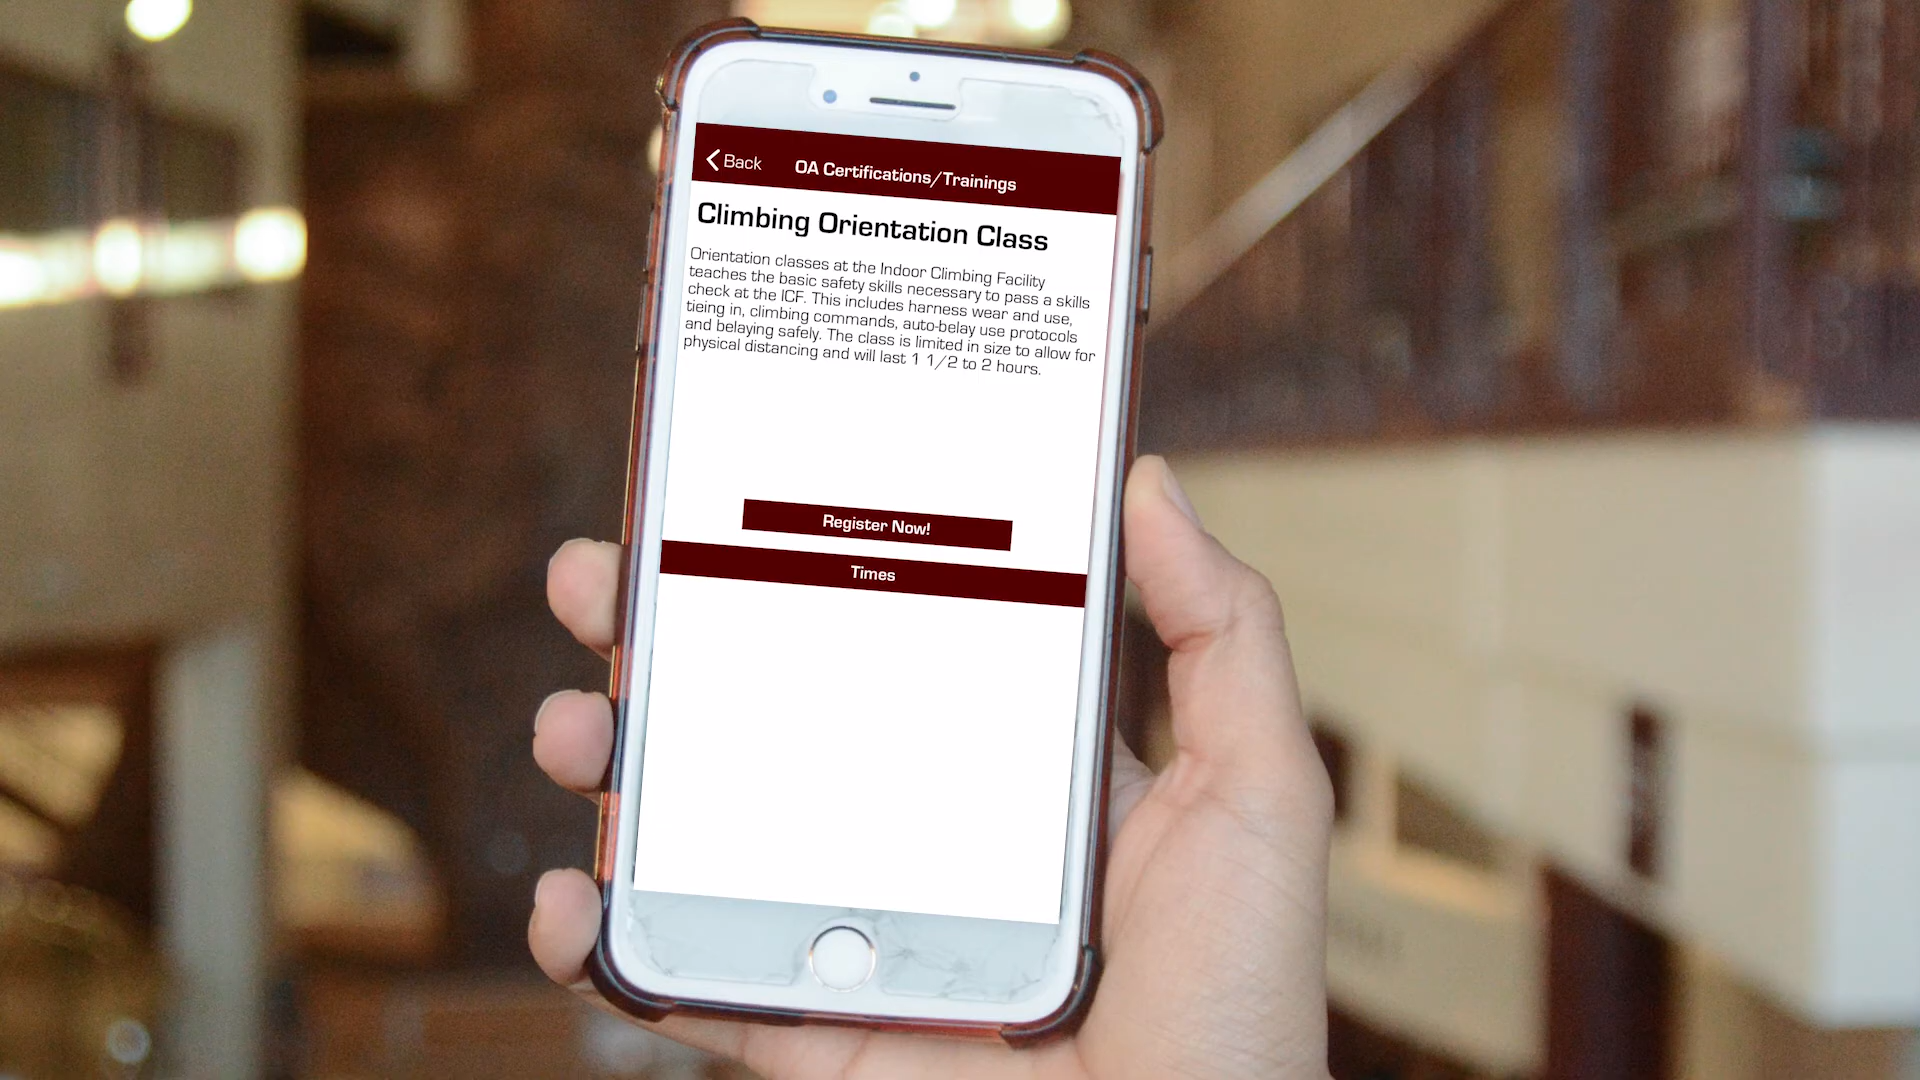 Back
OA Certifications/Trainings
Climbing Orientation Class
Orientation classes at the Indoor Climbing Facility
teaches the basic safety skills necessary to pass a skills
check at the ICF. This includes harness wear and use,
tieing in, climbing commands, auto-belay use protocols
and belaying safely. The class is limited in size to allow for
physical distancing and will last 1 1/2 to 2 hours.
Register Now!
Times